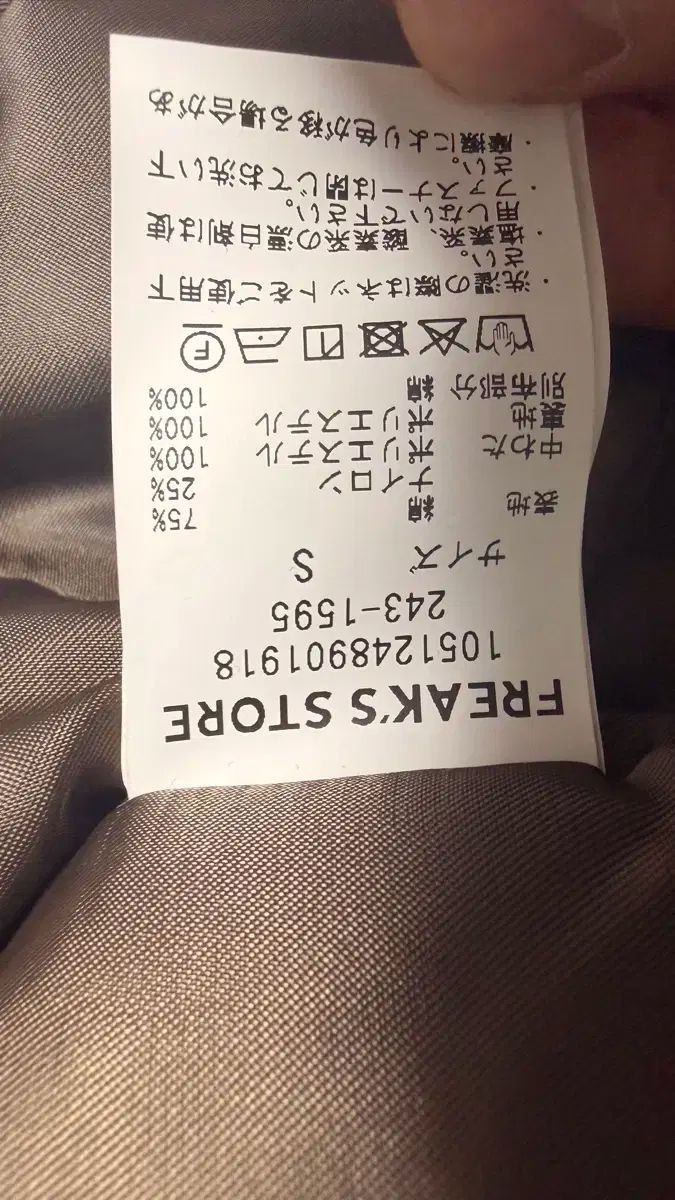 FREAK'S STORE
1051248901918
243-1595
サイズ S
表地 綿 75%
ナイロン 25%
中わた ポリエステル 100%
裏地 ポリエステル 100%
別布部分 綿 100%
F
・洗濯の際はネットをご使用下
さい。
・塩素系、酸素系の漂白剤は使
用しないで下さい。
・ファスナーは閉じてお洗い下
さい。
・摩擦により色が移る場合があ